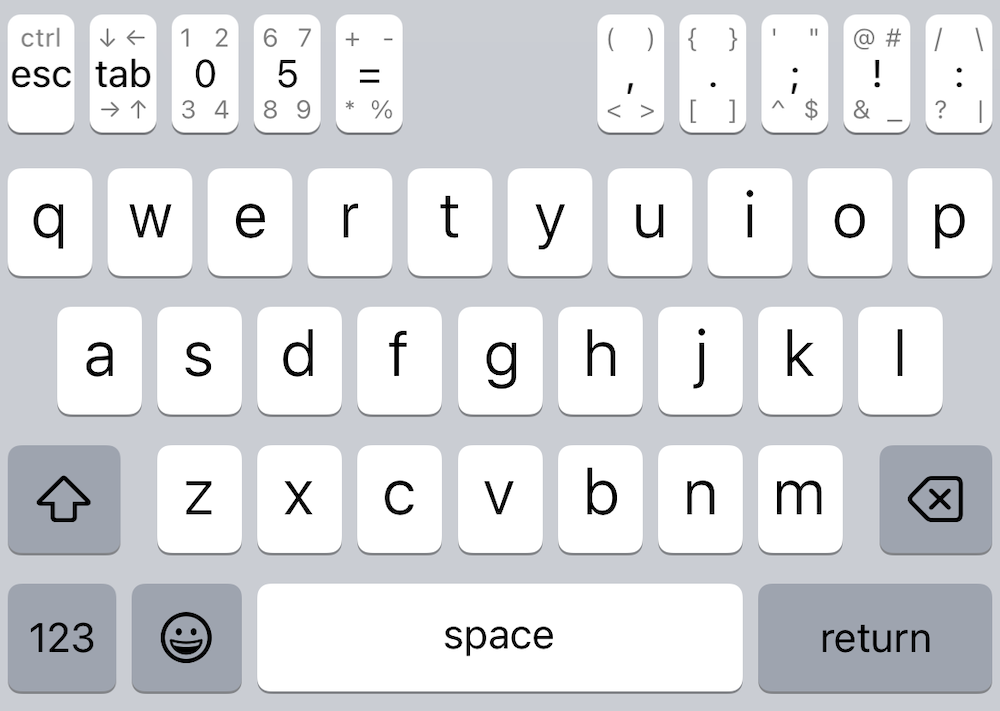 ctrl ↓ ← 1 2 6 7 + - ( ) { } ' " @ # / \
esc tab 0 5 = , . ; ! :
→ ↑ 3 4 8 9 * % < > [ ] ^ $ & _ ? |
q w e r t y u i o p
a s d f g h j k l
z x c v b n m
123 space return